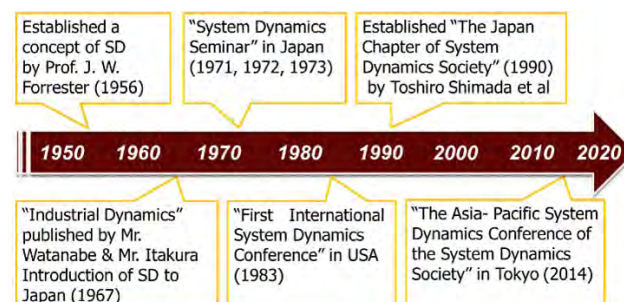 Established a
concept of SD
by Prof. J. W.
Forrester (1956)
"System Dynamics
Seminar" in Japan
(1971, 1972, 1973)
Established "The Japan
Chapter of System
Dynamics Society" (1990)
by Toshiro Shimada et al
1950 1960 1970 1980 1990 2000 2010 2020
"Industrial Dynamics"
published by Mr.
Watanabe & Mr. Itakura
Introduction of SD to
Japan (1967)
"First International
System Dynamics
Conference" in USA
(1983)
"The Asia- Pacific System
Dynamics Conference of
the System Dynamics
Society" in Tokyo (2014)